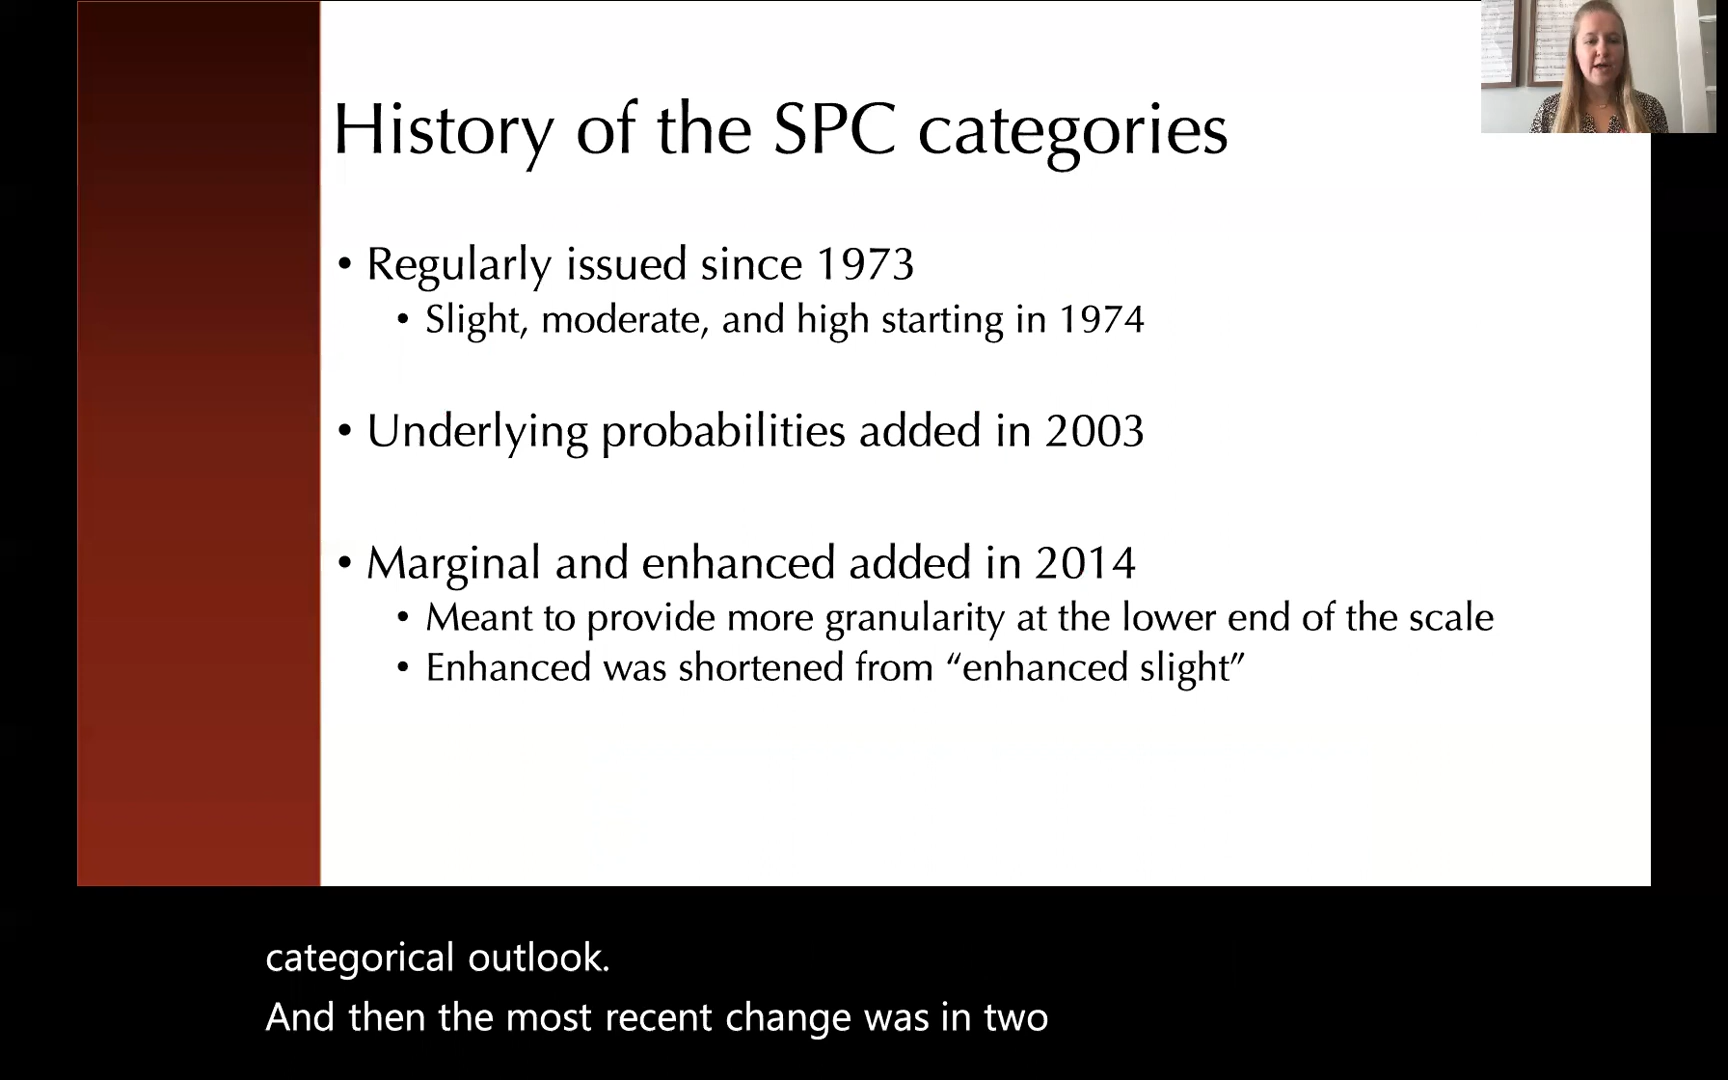 History of the SPC categories
• Regularly issued since 1973
• Slight, moderate, and high starting in 1974
• Underlying probabilities added in 2003
• Marginal and enhanced added in 2014
• Meant to provide more granularity at the lower end of the scale
• Enhanced was shortened from “enhanced slight”
categorical outlook.
And then the most recent change was in two